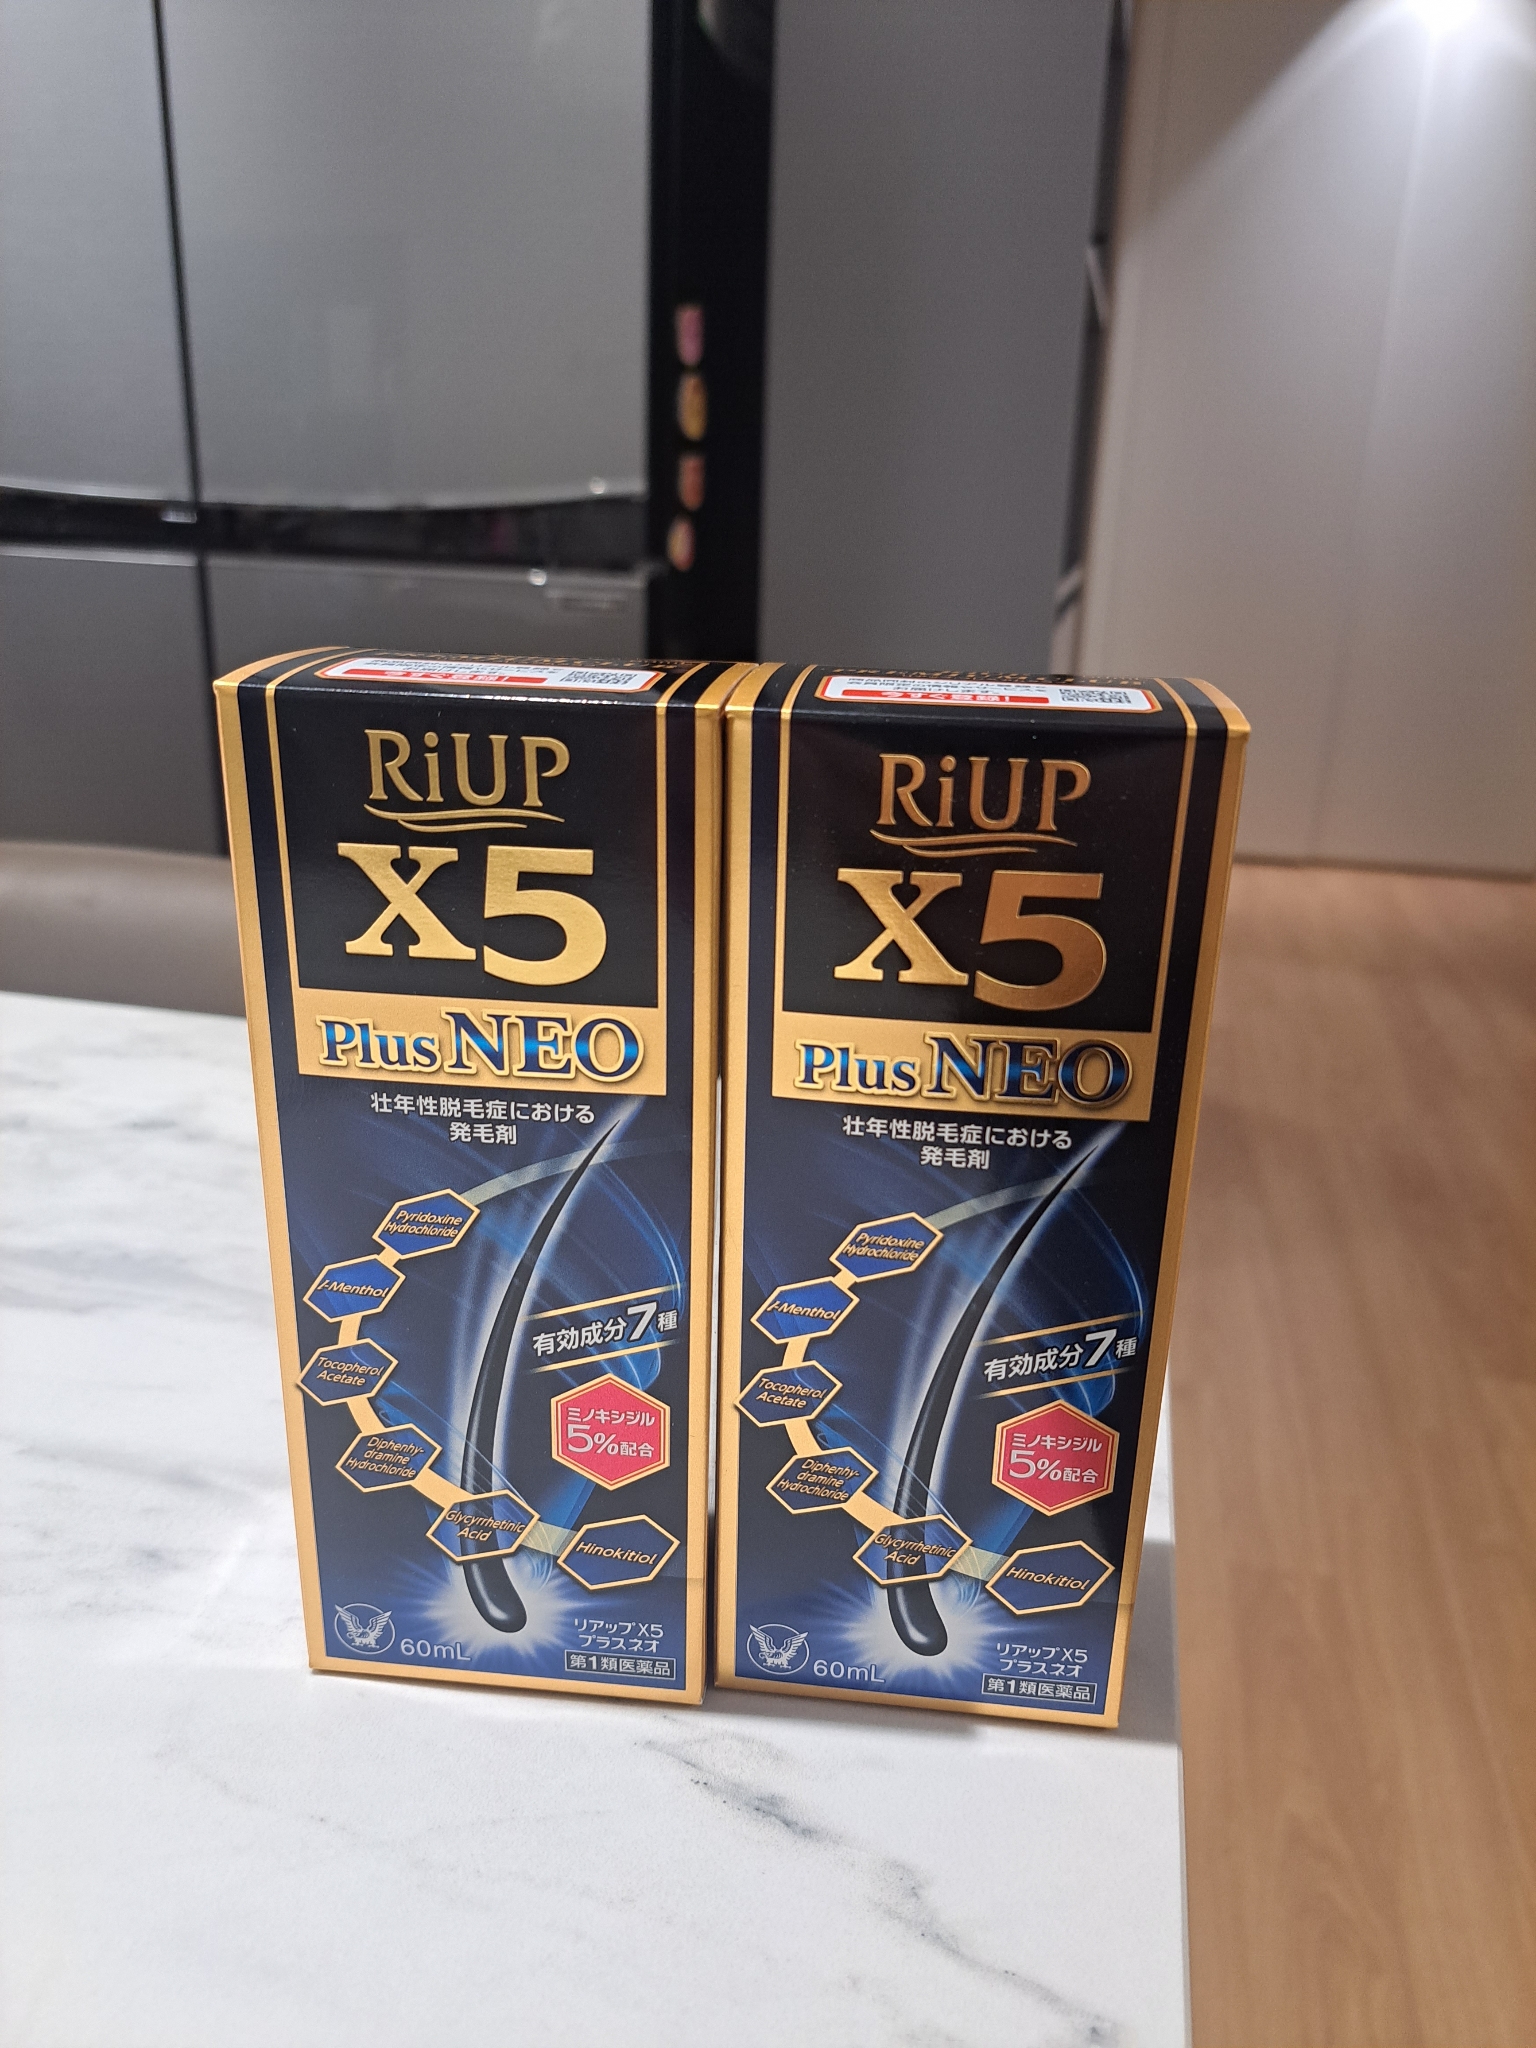 RiUP
X5
Plus NEO
壮年性脱毛症における
発毛剤
Pyridoxine
Hydrochloride
l-Menthol
Tocopherol
Acetate
Diphenhy-
dramine
Hydrochloride
Glycyrrhetinic
Acid
Hinokitiol
有効成分7種
ミノキシジル
5%配合
60mL
リアップX5
プラスネオ
第1類医薬品
RiUP
X5
Plus NEO
壮年性脱毛症における
発毛剤
Pyridoxine
Hydrochloride
l-Menthol
Tocopherol
Acetate
Diphenhy-
dramine
Hydrochloride
Glycyrrhetinic
Acid
Hinokitiol
有効成分7種
ミノキシジル
5%配合
60mL
リアップX5
プラスネオ
第1類医薬品